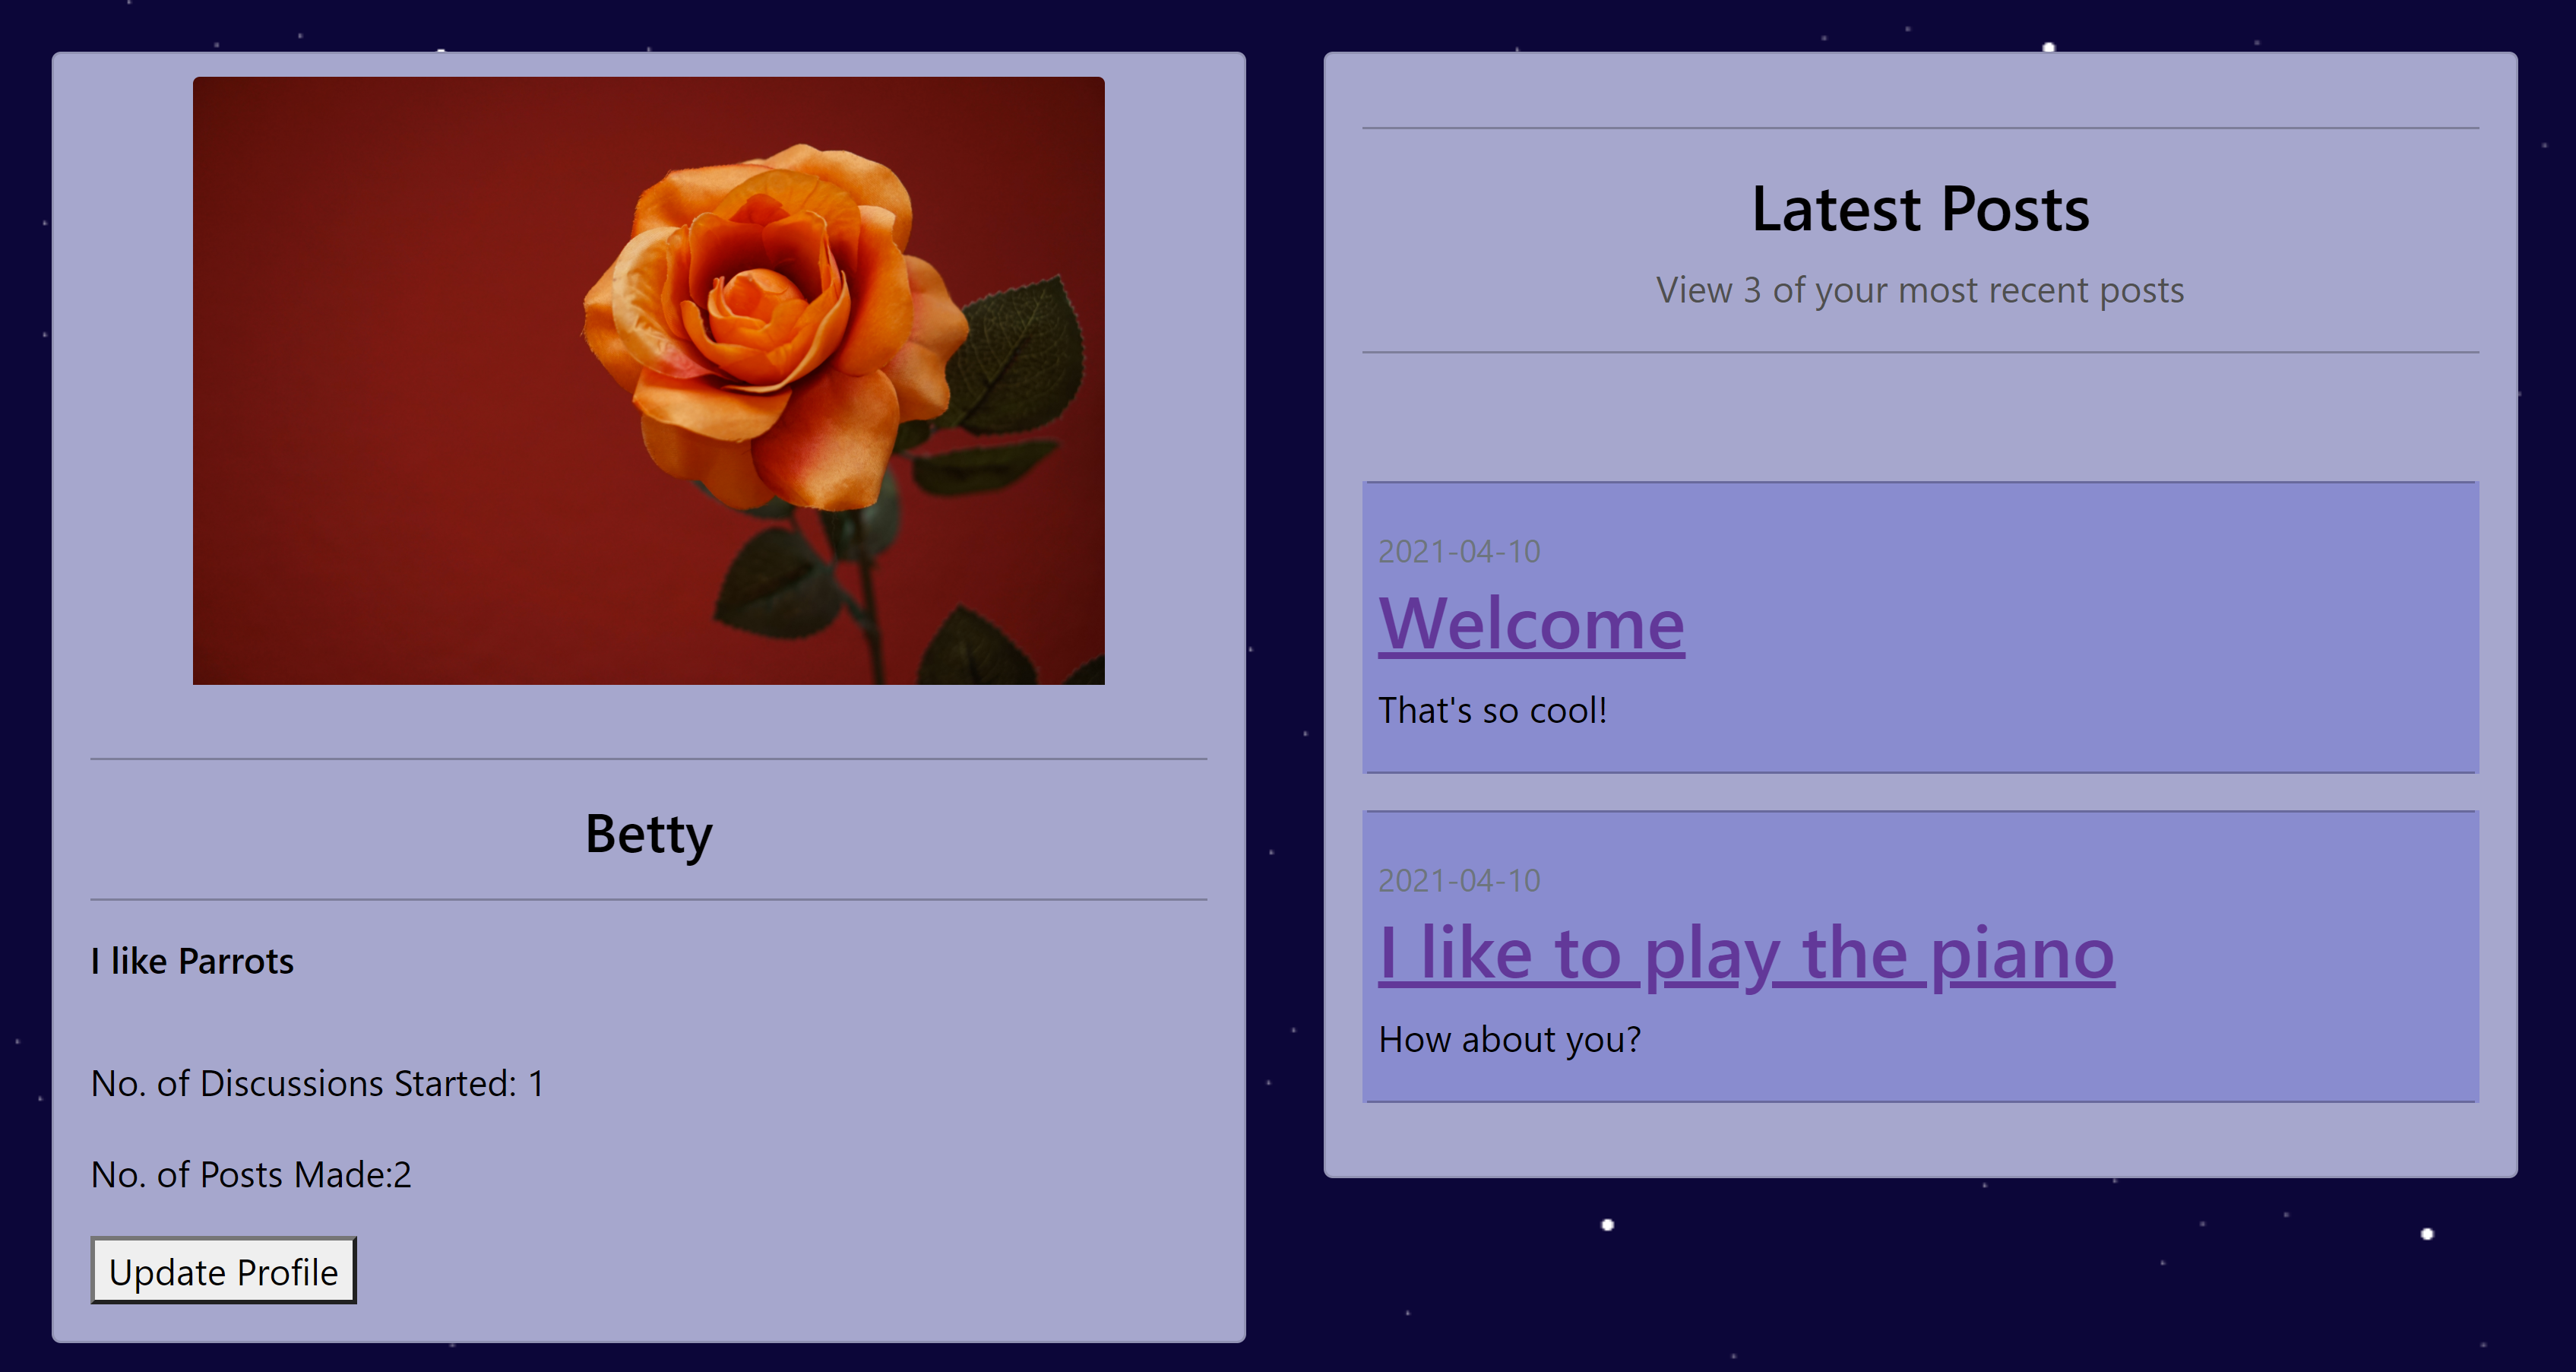 Betty
I like Parrots
No. of Discussions Started: 1
No. of Posts Made:2
Update Profile
Latest Posts
View 3 of your most recent posts
2021-04-10
Welcome
That's so cool!
2021-04-10
I like to play the piano
How about you?